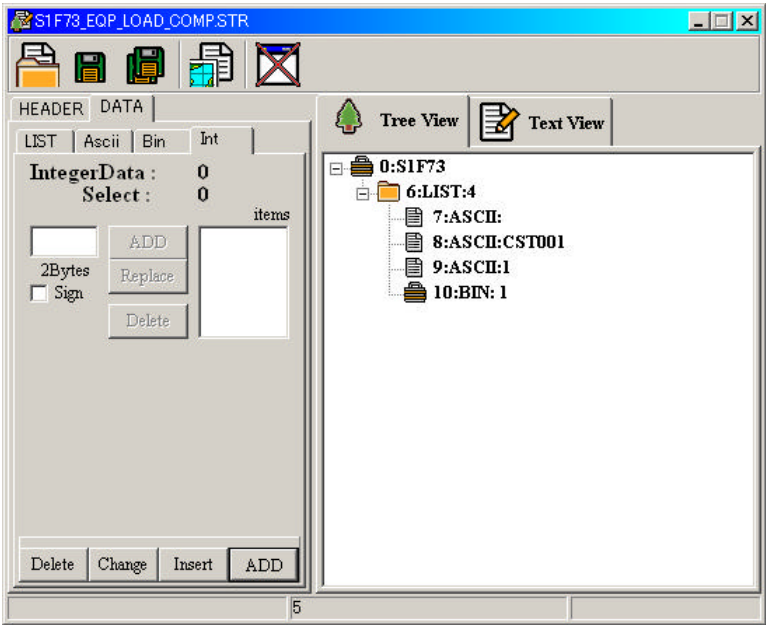 S1F73_EQP_LOAD_COMP.STR
HEADER DATA
LIST Ascii Bin Int
IntegerData : 0
Select : 0
items
ADD
2Bytes
Replace
Sign
Delete
Delete Change Insert ADD
Tree View Text View
0:S1F73
6:LIST:4
7:ASCII:
8:ASCII:CST001
9:ASCII:1
10:BIN: 1
5